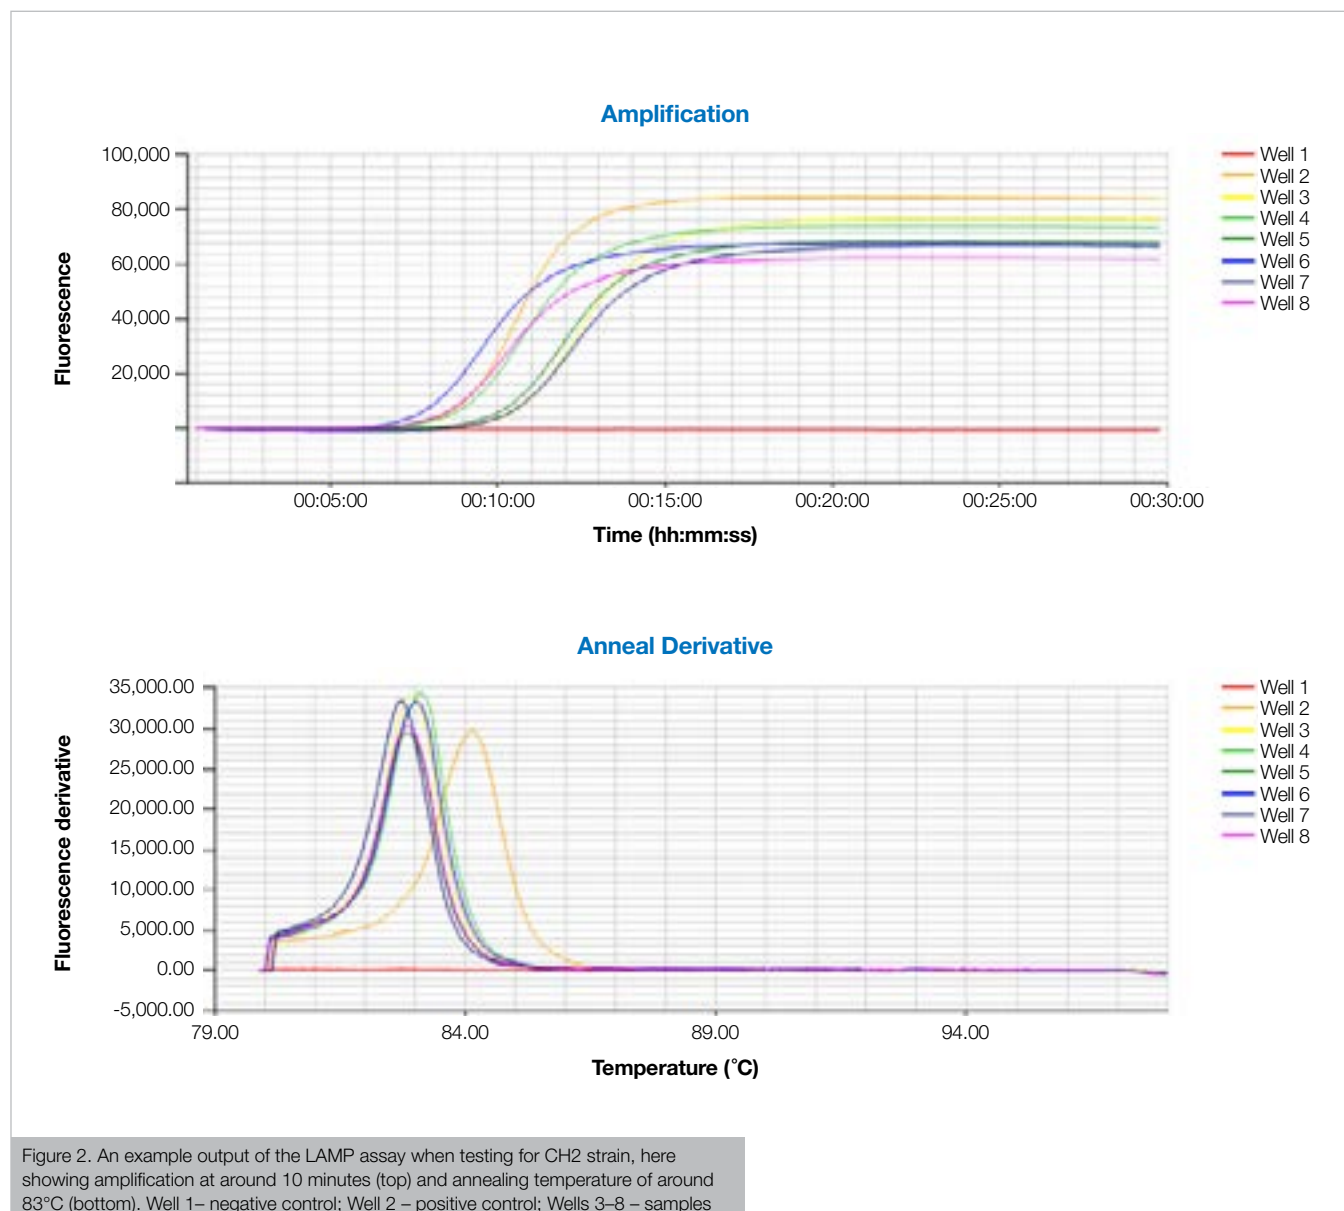 Amplification
100,000
80,000
60,000
40,000
20,000
Fluorescence
00:05:00 00:10:00 00:15:00 00:20:00 00:25:00 00:30:00
Time (hh:mm:ss)
Well 1
Well 2
Well 3
Well 4
Well 5
Well 6
Well 7
Well 8
Anneal Derivative
35,000.00
30,000.00
25,000.00
20,000.00
15,000.00
10,000.00
5,000.00
0.00
-5,000.00
Fluorescence derivative
79.00 84.00 89.00 94.00
Temperature (˚C)
Well 1
Well 2
Well 3
Well 4
Well 5
Well 6
Well 7
Well 8
Figure 2. An example output of the LAMP assay when testing for CH2 strain, here
showing amplification at around 10 minutes (top) and annealing temperature of around
83°C (bottom). Well 1– negative control; Well 2 – positive control; Wells 3–8 – samples